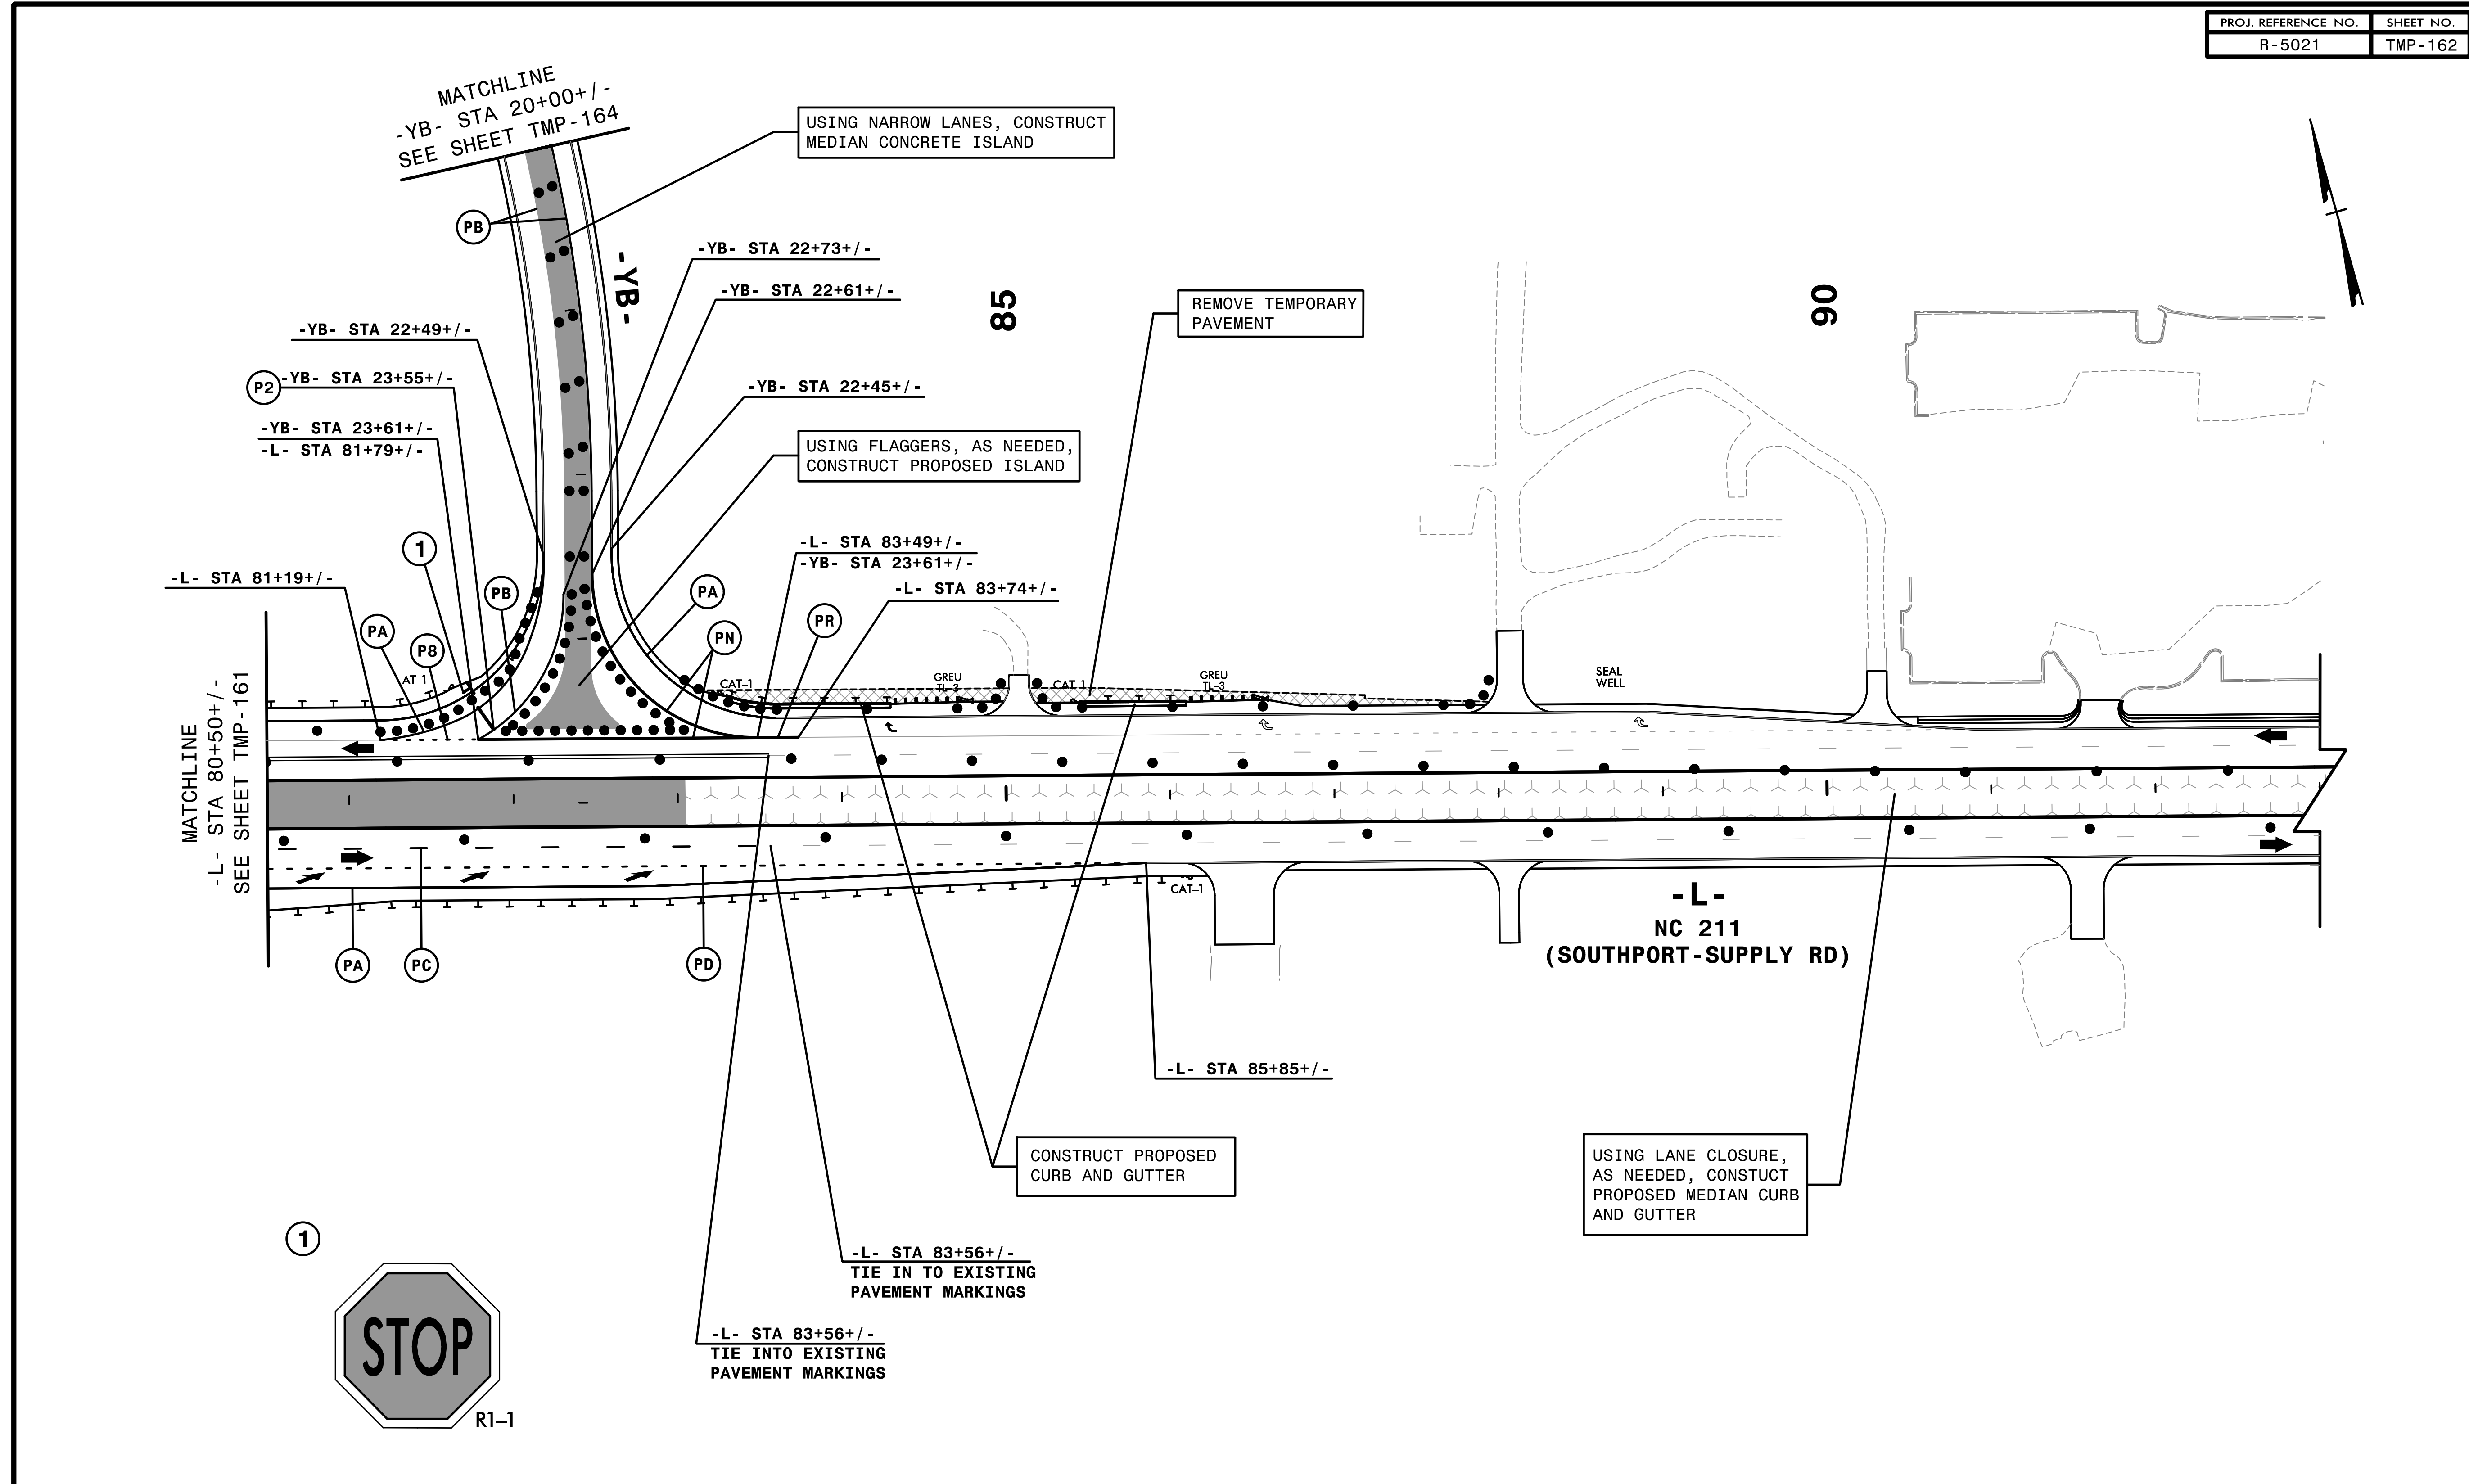 PROJ. REFERENCE NO.
SHEET NO.
R-5021
TMP-162
MATCHLINE
-YB- STA 20+00+/-
SEE SHEET TMP-164
USING NARROW LANES, CONSTRUCT
MEDIAN CONCRETE ISLAND
PB
-YB-
-YB- STA 22+73+/-
-YB- STA 22+61+/-
85
90
REMOVE TEMPORARY
PAVEMENT
-YB- STA 22+49+/-
P2
-YB- STA 23+55+/-
-YB- STA 22+45+/-
-YB- STA 23+61+/-
-L- STA 81+79+/-
USING FLAGGERS, AS NEEDED,
CONSTRUCT PROPOSED ISLAND
1
-L- STA 83+49+/-
-YB- STA 23+61+/-
-L- STA 81+19+/-
-L- STA 83+74+/-
PB
PA
PR
PA
PN
P8
AT-1
CAT-1
GREU
TL-3
CAT-1
GREU
TL-3
SEAL
WELL
MATCHLINE
-L- STA 80+50+/-
SEE SHEET TMP-161
CAT-1
-L-
NC 211
(SOUTHPORT-SUPPLY RD)
PA
PC
PD
-L- STA 85+85+/-
CONSTRUCT PROPOSED
CURB AND GUTTER
USING LANE CLOSURE,
AS NEEDED, CONSTUCT
PROPOSED MEDIAN CURB
AND GUTTER
1
-L- STA 83+56+/-
TIE IN TO EXISTING
PAVEMENT MARKINGS
-L- STA 83+56+/-
TIE INTO EXISTING
PAVEMENT MARKINGS
STOP
R1-1